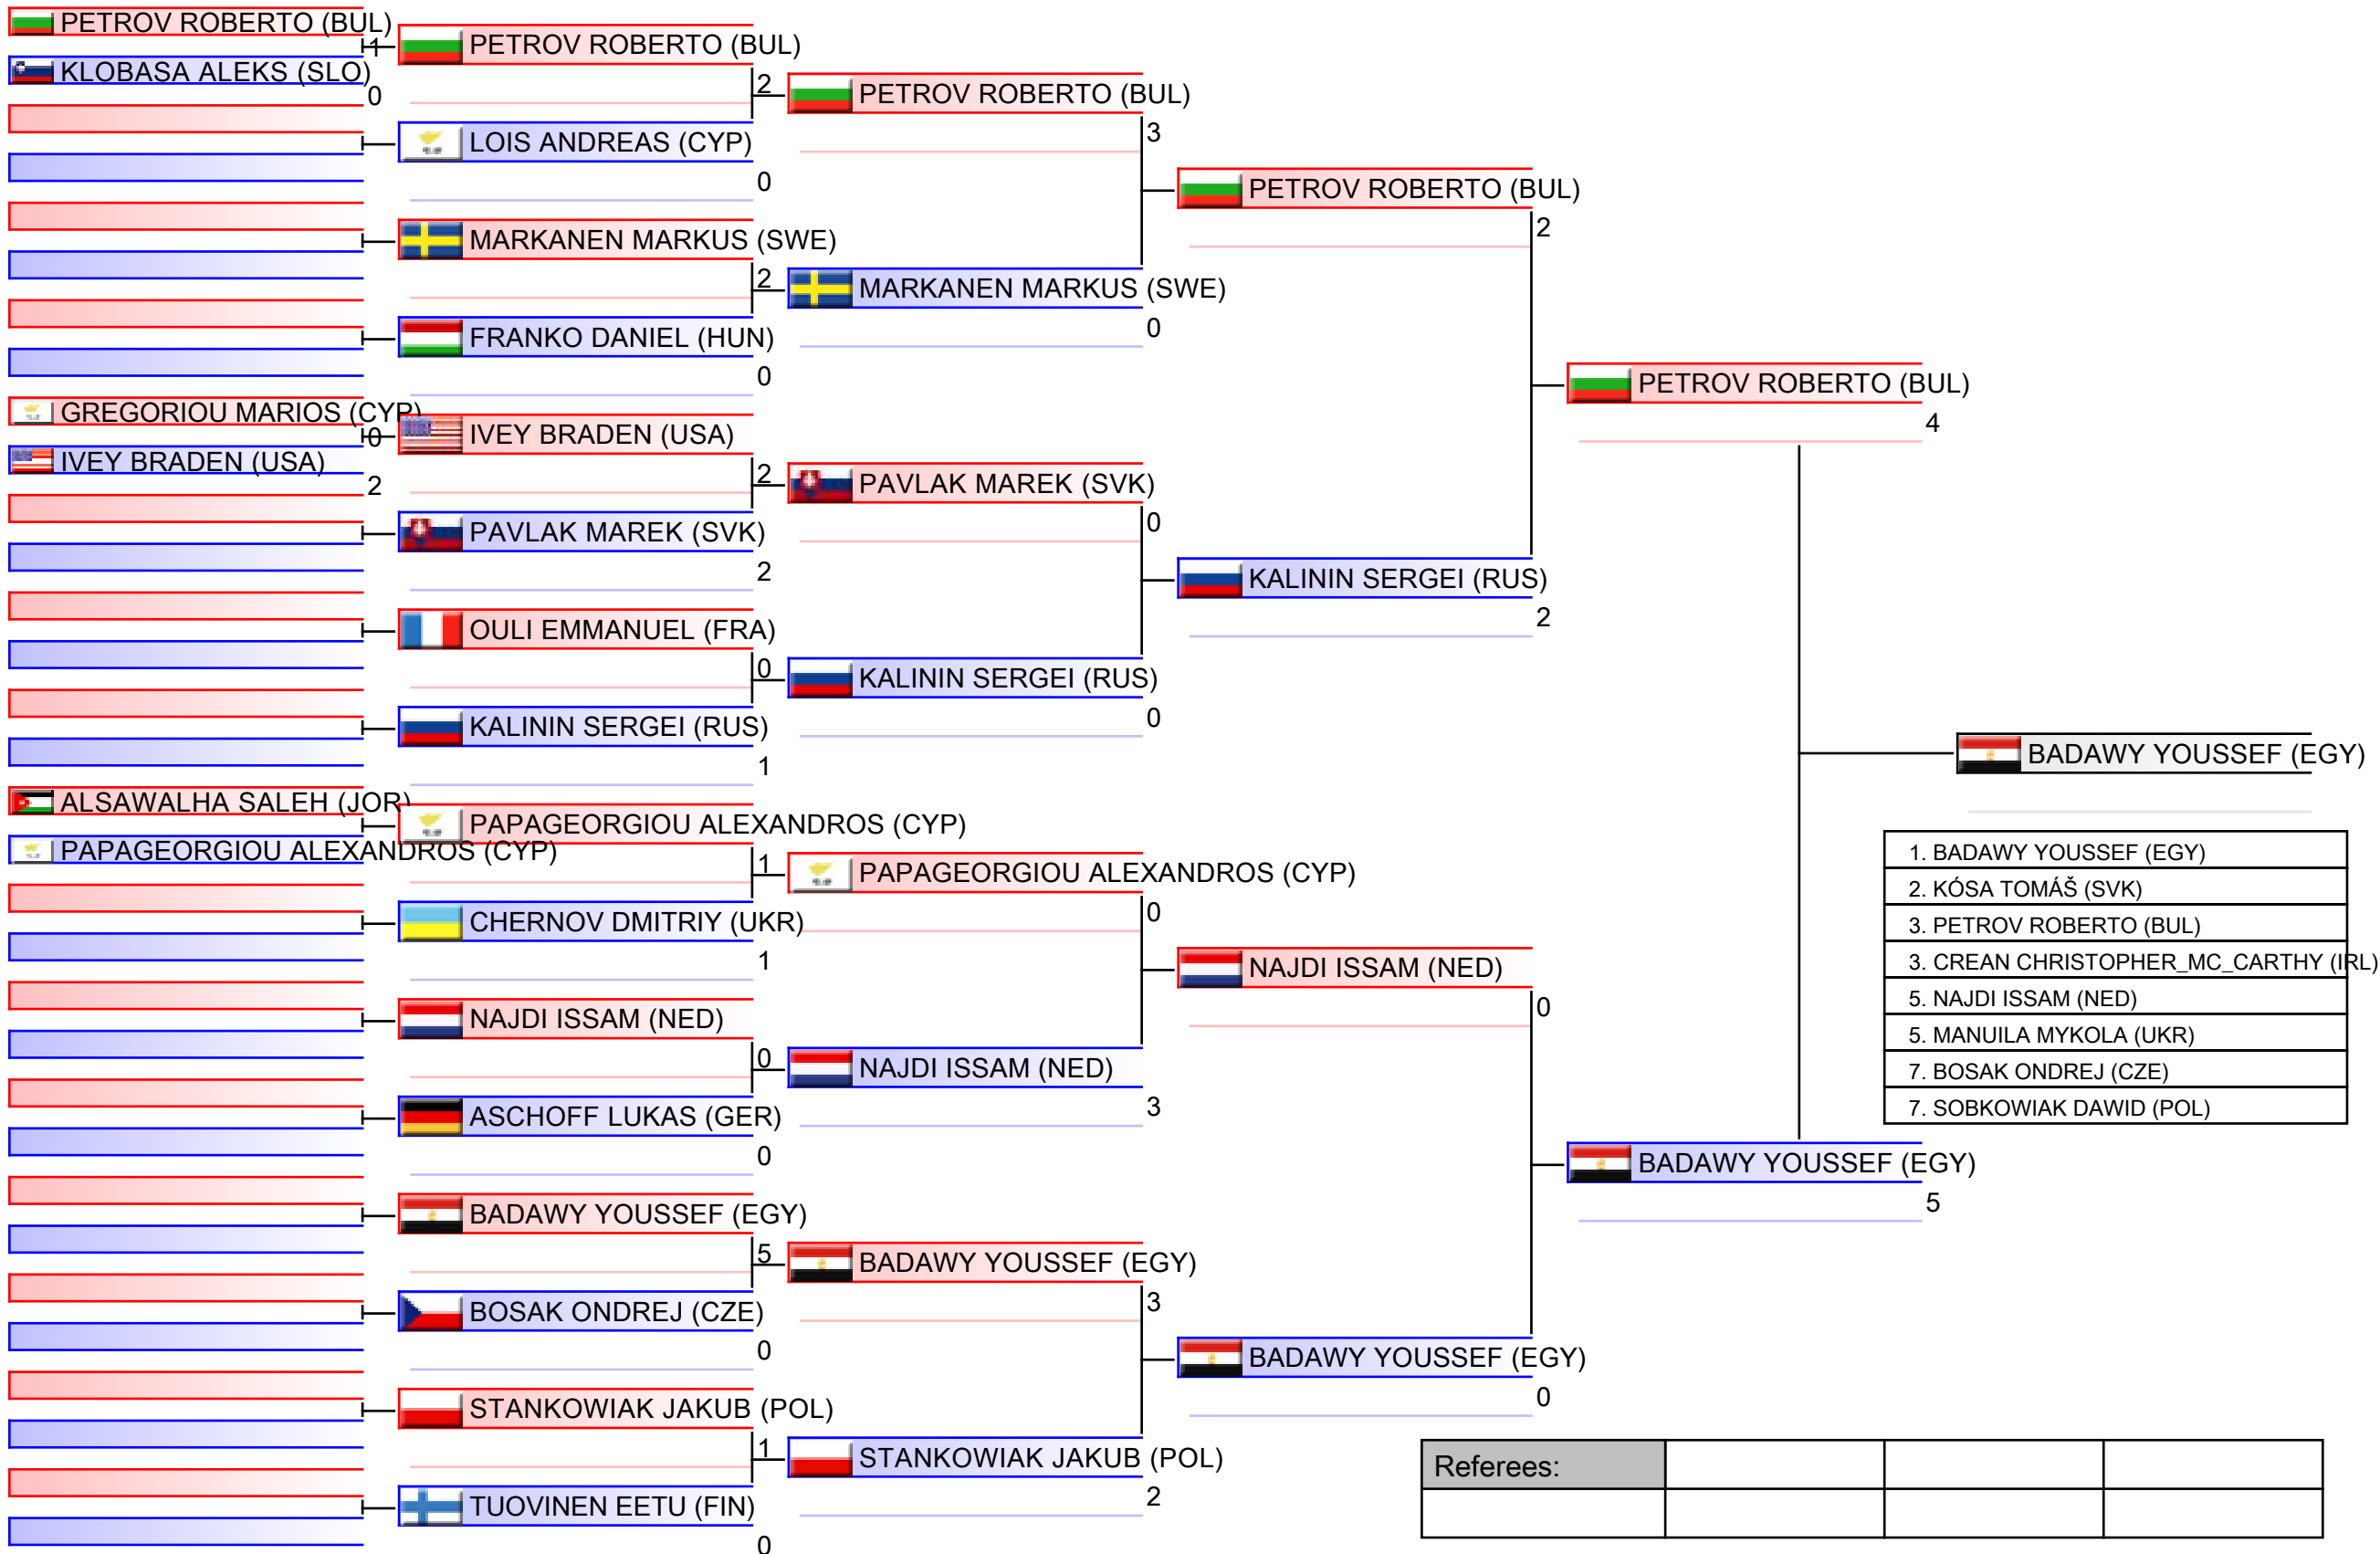 PETROV ROBERTO (BUL)
1
KLOBASA ALEKS (SLO)
0
GREGORIOU MARIOS (CYP)
0
IVEY BRADEN (USA)
2
ALSAWALHA SALEH (JOR)
PAPAGEORGIOU ALEXANDROS (CYP)
PETROV ROBERTO (BUL)
2
LOIS ANDREAS (CYP)
0
MARKANEN MARKUS (SWE)
2
FRANKO DANIEL (HUN)
0
IVEY BRADEN (USA)
2
PAVLAK MAREK (SVK)
2
OULI EMMANUEL (FRA)
0
KALININ SERGEI (RUS)
1
PAPAGEORGIOU ALEXANDROS (CYP)
1
CHERNOV DMITRIY (UKR)
1
NAJDI ISSAM (NED)
0
ASCHOFF LUKAS (GER)
0
BADAWY YOUSSEF (EGY)
5
BOSAK ONDREJ (CZE)
0
STANKOWIAK JAKUB (POL)
1
TUOVINEN EETU (FIN)
0
PETROV ROBERTO (BUL)
3
MARKANEN MARKUS (SWE)
0
PAVLAK MAREK (SVK)
0
KALININ SERGEI (RUS)
0
PAPAGEORGIOU ALEXANDROS (CYP)
0
NAJDI ISSAM (NED)
3
BADAWY YOUSSEF (EGY)
3
STANKOWIAK JAKUB (POL)
2
PETROV ROBERTO (BUL)
2
KALININ SERGEI (RUS)
2
NAJDI ISSAM (NED)
0
BADAWY YOUSSEF (EGY)
0
PETROV ROBERTO (BUL)
4
BADAWY YOUSSEF (EGY)
5
BADAWY YOUSSEF (EGY)
1. BADAWY YOUSSEF (EGY)
2. KÓSA TOMÁŠ (SVK)
3. PETROV ROBERTO (BUL)
3. CREAN CHRISTOPHER_MC_CARTHY (IRL)
5. NAJDI ISSAM (NED)
5. MANUILA MYKOLA (UKR)
7. BOSAK ONDREJ (CZE)
7. SOBKOWIAK DAWID (POL)
Referees: